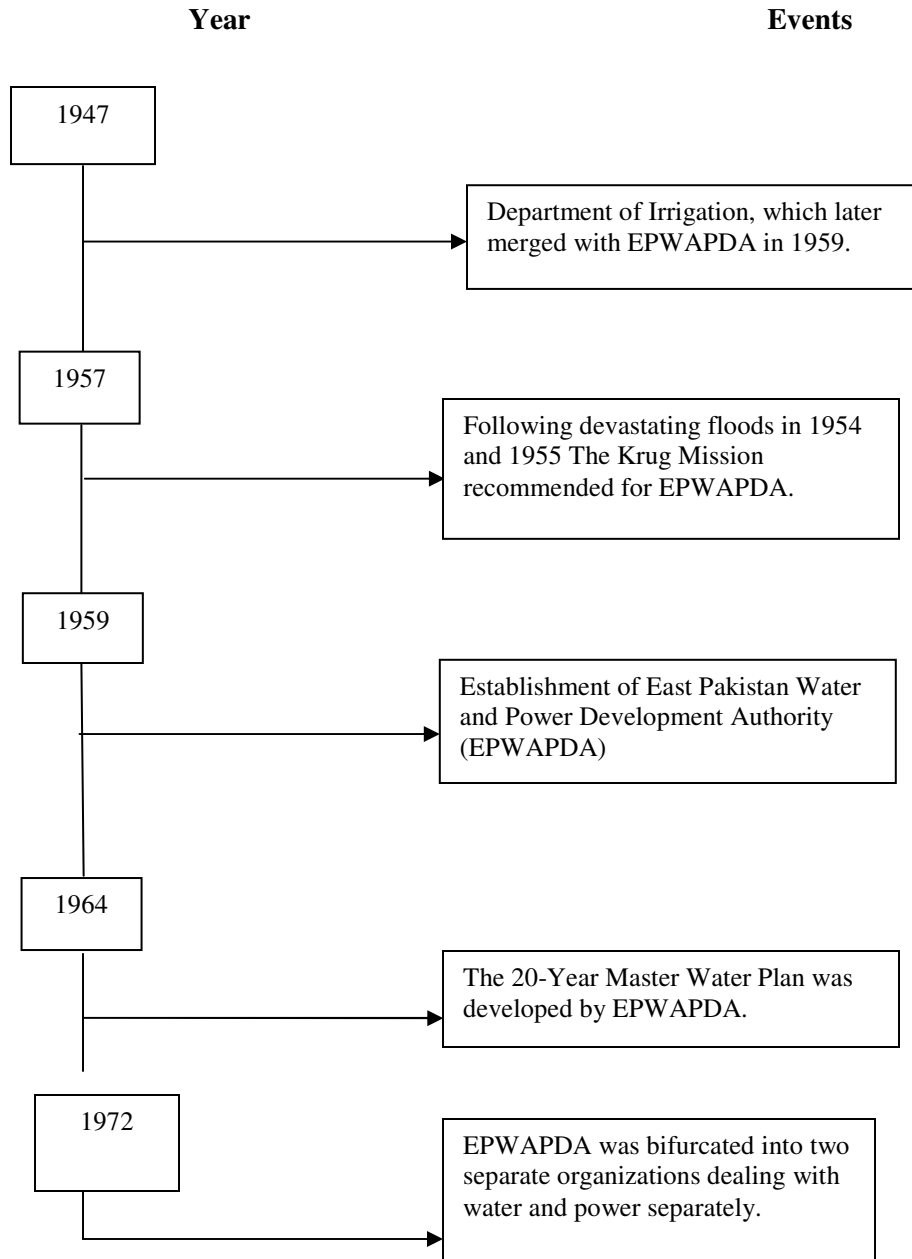 Year Events
1947
Department of Irrigation, which later
merged with EPWAPDA in 1959.
1957
Following devastating floods in 1954
and 1955 The Krug Mission
recommended for EPWAPDA.
1959
Establishment of East Pakistan Water
and Power Development Authority
(EPWAPDA)
1964
The 20-Year Master Water Plan was
developed by EPWAPDA.
1972
EPWAPDA was bifurcated into two
separate organizations dealing with
water and power separately.